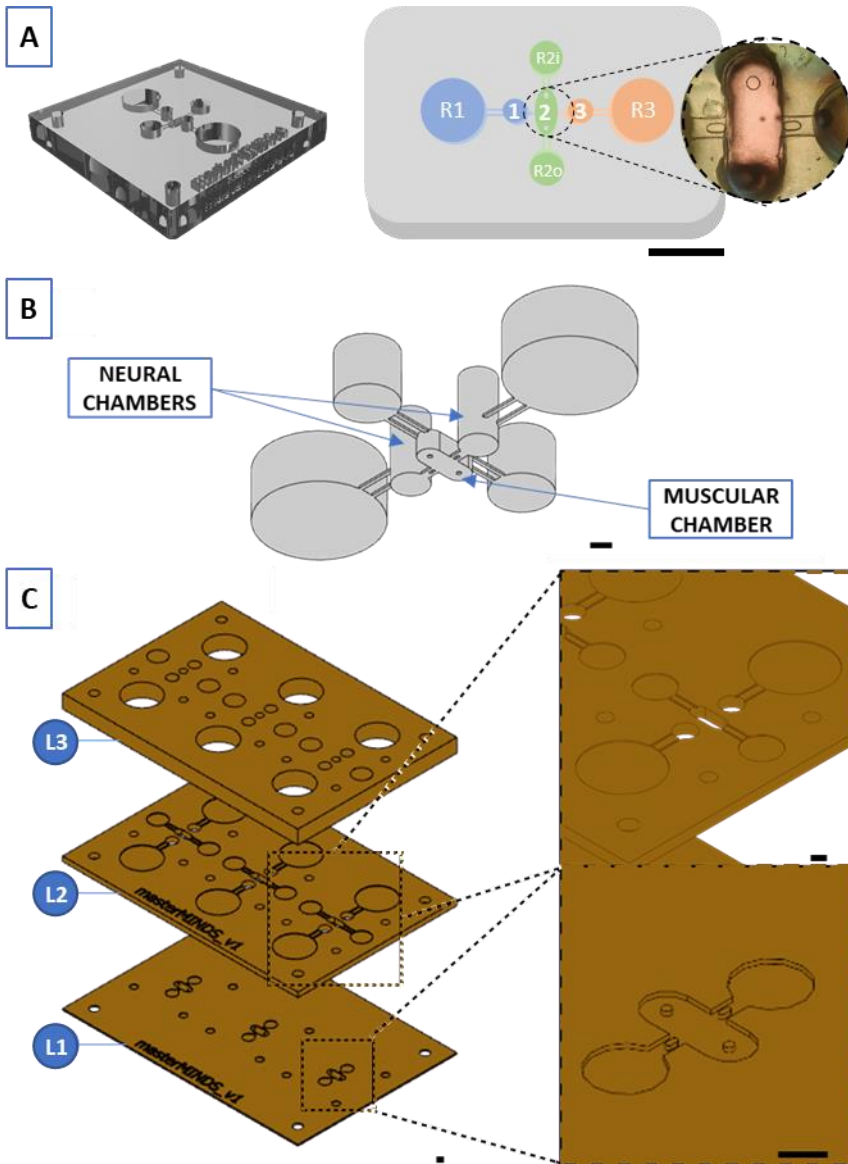 A
R1
1
R2i
2
R2o
3
R3
B
NEURAL
CHAMBERS
MUSCULAR
CHAMBER
C
L3
L2
masterMINDS_v1
L1
masterMINDS_v1